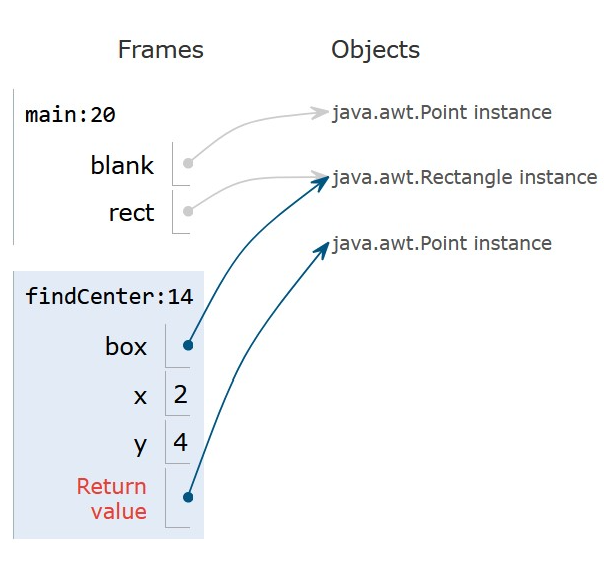 Frames Objects
main:20
java.awt.Point instance
blank
java.awt.Rectangle instance
rect
java.awt.Point instance
findCenter:14
box
x 2
y 4
Return
value